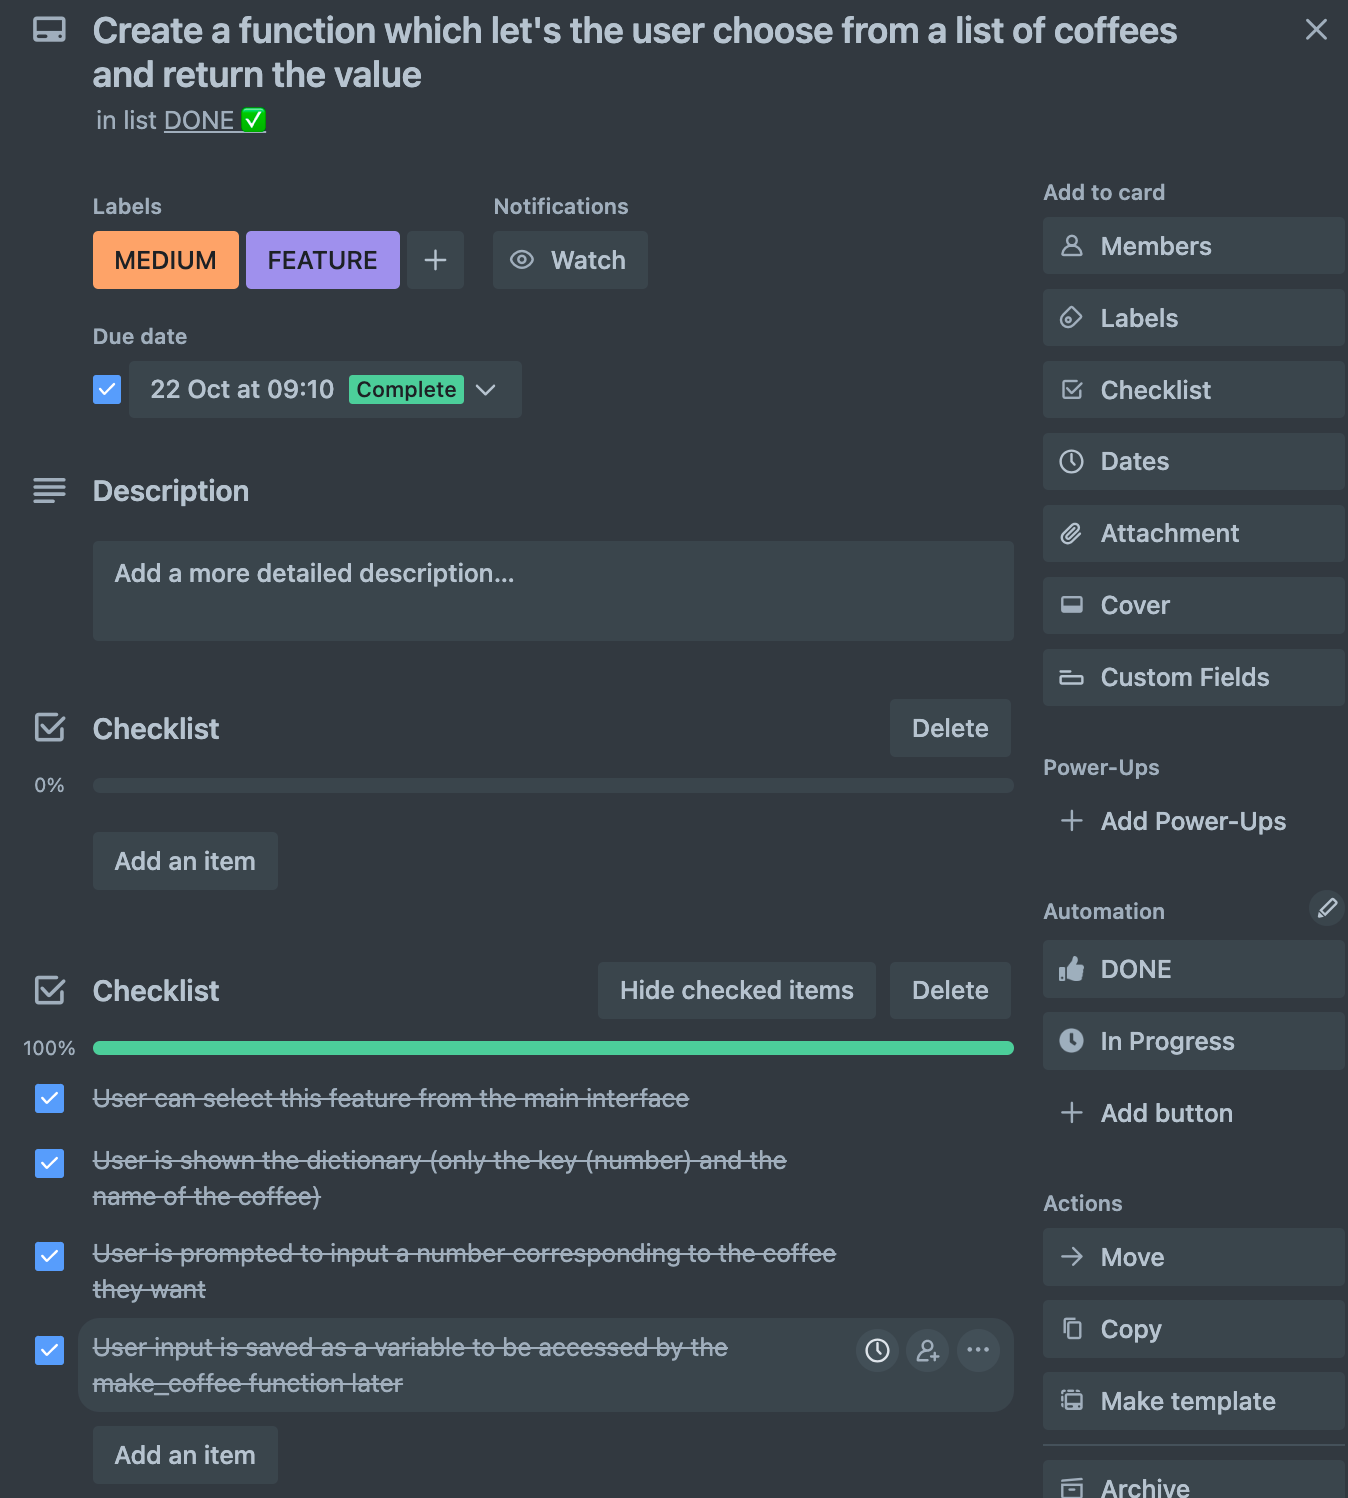 Create a function which let's the user choose from a list of coffees
and return the value
in list DONE ✅
Labels
MEDIUM
FEATURE
Notifications
Watch
Due date
22 Oct at 09:10 Complete
Description
Add a more detailed description...
Checklist
Delete
0%
Add an item
Checklist
Hide checked items
Delete
100%
User can select this feature from the main interface
User is shown the dictionary (only the key (number) and the
name of the coffee)
User is prompted to input a number corresponding to the coffee
they want
User input is saved as a variable to be accessed by the
make_coffee function later
Add an item
Add to card
Members
Labels
Checklist
Dates
Attachment
Cover
Custom Fields
Power-Ups
Add Power-Ups
Automation
DONE
In Progress
Add button
Actions
Move
Copy
Make template
Archive